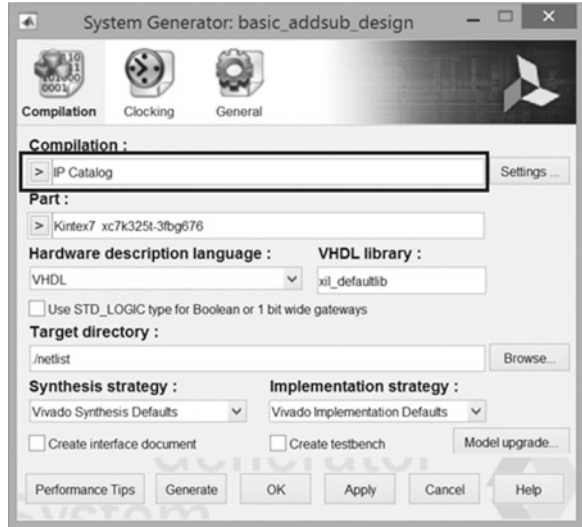 System Generator: basic_addsub_design
Compilation Clocking General
Compilation :
> IP Catalog Settings ...
Part :
> Kintex7 xc7k325t-3fbg676
Hardware description language : VHDL library :
VHDL xil_defaultlib
Use STD_LOGIC type for Boolean or 1 bit wide gateways
Target directory :
./netlist Browse...
Synthesis strategy : Implementation strategy :
Vivado Synthesis Defaults Vivado Implementation Defaults
Create interface document Create testbench Model upgrade...
Performance Tips Generate OK Apply Cancel Help
System Generator